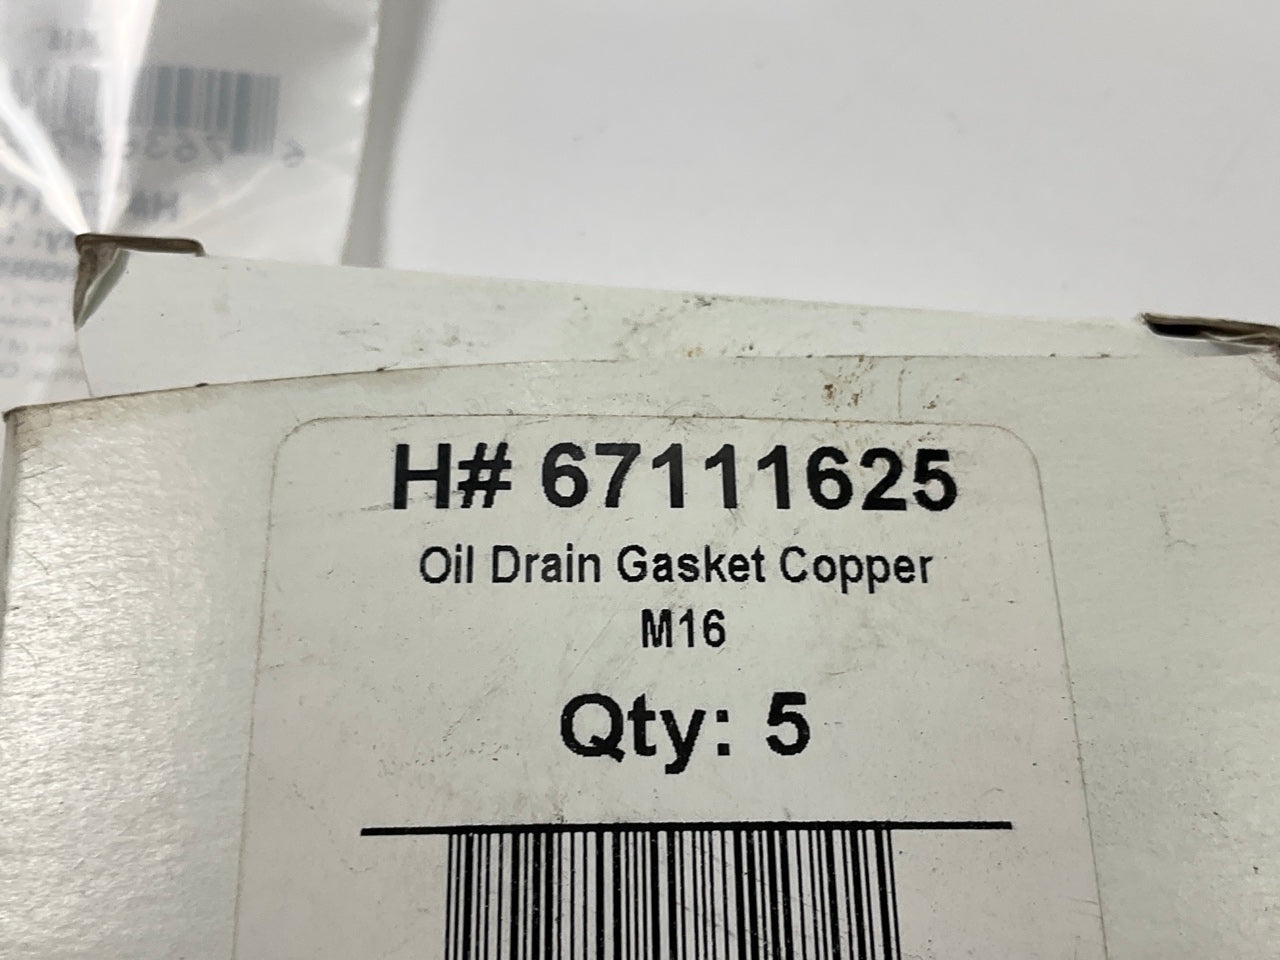 H# 67111625
Oil Drain Gasket Copper
M16
Qty: 5